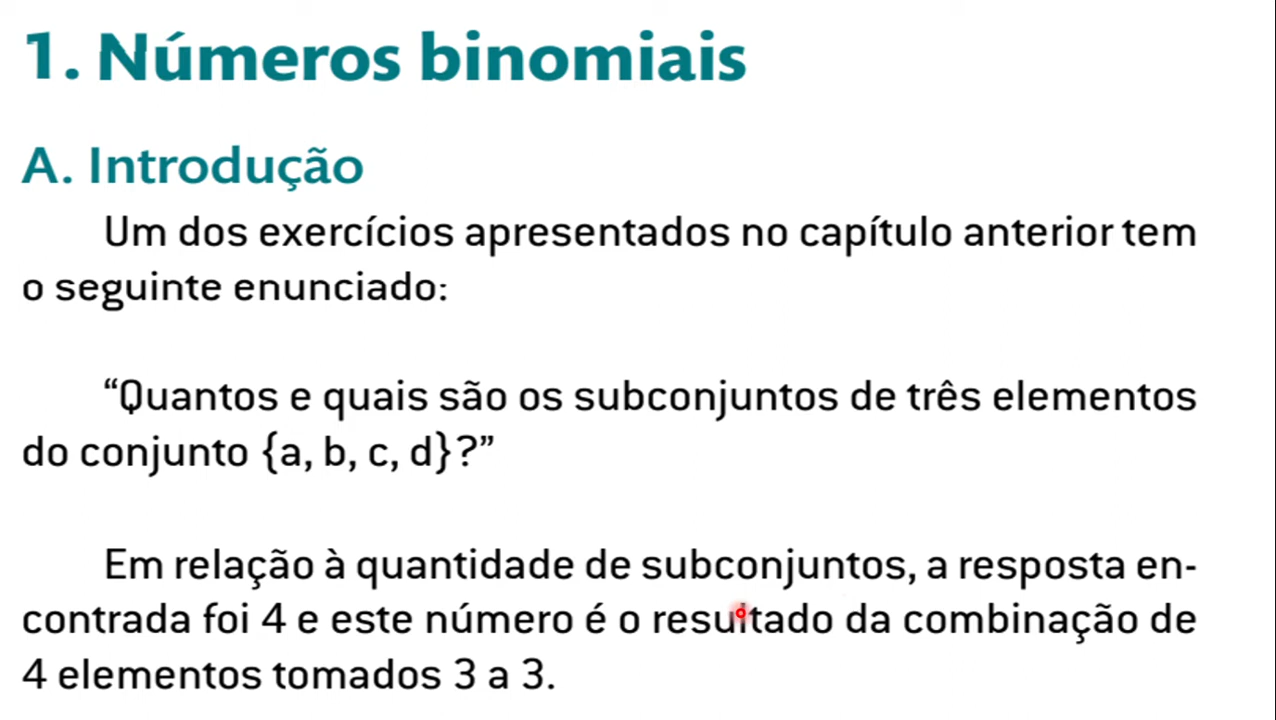 1. Números binomiais
A. Introdução
Um dos exercícios apresentados no capítulo anterior tem
o seguinte enunciado:
“Quantos e quais são os subconjuntos de três elementos
do conjunto {a, b, c, d}?”
Em relação à quantidade de subconjuntos, a resposta en-
contrada foi 4 e este número é o resultado da combinação de
4 elementos tomados 3 a 3.